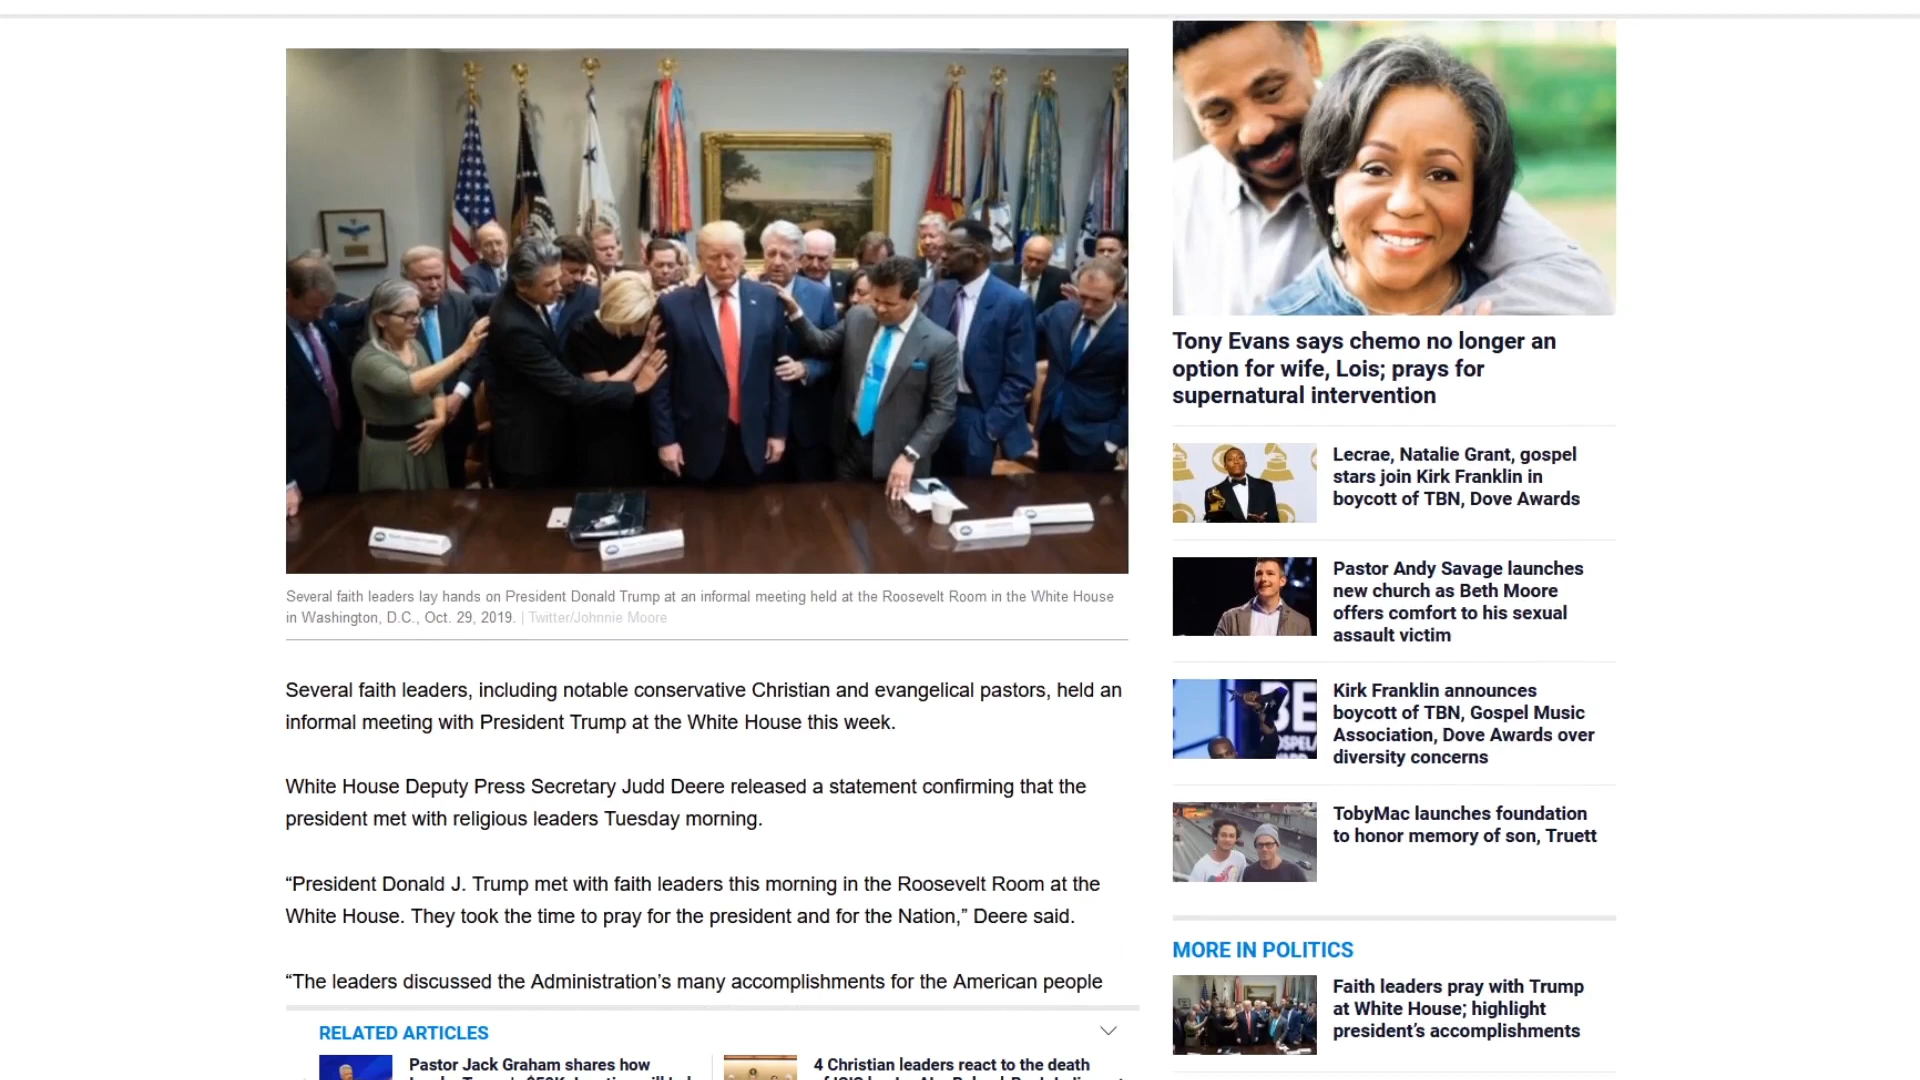 Several faith leaders lay hands on President Donald Trump at an informal meeting held at the Roosevelt Room in the White House
in Washington, D.C., Oct. 29, 2019. | Twitter/Johnnie Moore
Several faith leaders, including notable conservative Christian and evangelical pastors, held an
informal meeting with President Trump at the White House this week.
White House Deputy Press Secretary Judd Deere released a statement confirming that the
president met with religious leaders Tuesday morning.
“President Donald J. Trump met with faith leaders this morning in the Roosevelt Room at the
White House. They took the time to pray for the president and for the Nation,” Deere said.
“The leaders discussed the Administration’s many accomplishments for the American people
RELATED ARTICLES
Pastor Jack Graham shares how
4 Christian leaders react to the death
Tony Evans says chemo no longer an
option for wife, Lois; prays for
supernatural intervention
Lecrae, Natalie Grant, gospel
stars join Kirk Franklin in
boycott of TBN, Dove Awards
Pastor Andy Savage launches
new church as Beth Moore
offers comfort to his sexual
assault victim
BE
Kirk Franklin announces
boycott of TBN, Gospel Music
Association, Dove Awards over
diversity concerns
TobyMac launches foundation
to honor memory of son, Truett
MORE IN POLITICS
Faith leaders pray with Trump
at White House; highlight
president’s accomplishments